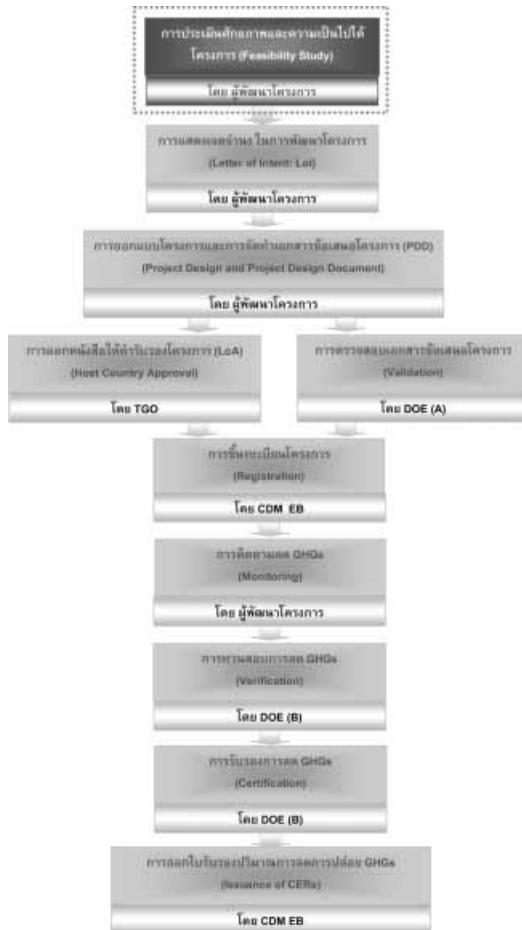 การประเมินศักยภาพและความเป็นไปได้
โครงการ (Feasibility Study)
โดย ผู้พัฒนาโครงการ
การแสดงเจตจำนง ในการพัฒนาโครงการ
(Letter of Intent: LoI)
โดย ผู้พัฒนาโครงการ
การออกแบบโครงการและการจัดทำเอกสารข้อเสนอโครงการ (PDD)
(Project Design and Project Design Document)
โดย ผู้พัฒนาโครงการ
การออกหนังสือให้คำรับรองโครงการ (LoA)
(Host Country Approval)
โดย TGO
การตรวจสอบเอกสารข้อเสนอโครงการ
(Validation)
โดย DOE (A)
การขึ้นทะเบียนโครงการ
(Registration)
โดย CDM EB
การติดตามลด GHGs
(Monitoring)
โดย ผู้พัฒนาโครงการ
การทวนสอบการลด GHGs
(Verification)
โดย DOE (B)
การรับรองการลด GHGs
(Certification)
โดย DOE (B)
การออกใบรับรองปริมาณการลดการปล่อย GHGs
(Issuance of CERs)
โดย CDM EB